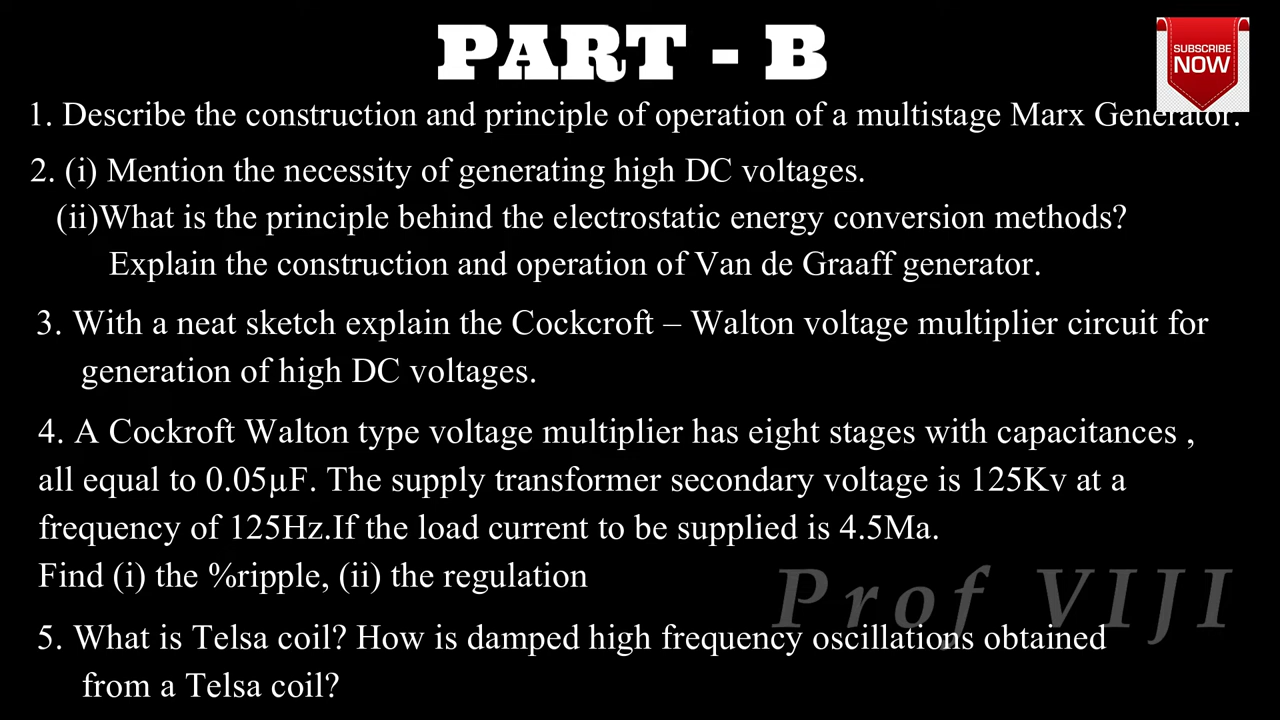 PART - B
SUBSCRIBE
NOW
1. Describe the construction and principle of operation of a multistage Marx Generator.
2. (i) Mention the necessity of generating high DC voltages.
(ii)What is the principle behind the electrostatic energy conversion methods?
Explain the construction and operation of Van de Graaff generator.
3. With a neat sketch explain the Cockcroft – Walton voltage multiplier circuit for
generation of high DC voltages.
4. A Cockroft Walton type voltage multiplier has eight stages with capacitances ,
all equal to 0.05µF. The supply transformer secondary voltage is 125Kv at a
frequency of 125Hz.If the load current to be supplied is 4.5Ma.
Find (i) the %ripple, (ii) the regulation
Prof VIJI
5. What is Telsa coil? How is damped high frequency oscillations obtained
from a Telsa coil?